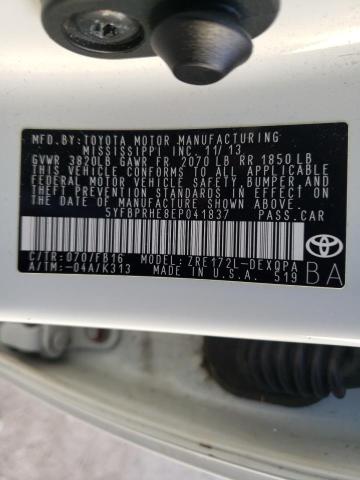 MFD. BY: TOYOTA MOTOR MANUFACTURING
MISSISSIPPI INC. 11/13
GVWR 3820LB GAWR FR 2070 LB RR 1850 LB
THIS VEHICLE CONFORMS TO ALL APPLICABLE
FEDERAL MOTOR VEHICLE SAFETY, BUMPER, AND
THEFT PREVENTION STANDARDS IN EFFECT ON
THE DATE OF MANUFACTURE SHOWN ABOVE.
5YFBPRHE8EP041837 PASS.CAR
C/TR: 070/FB16 MODEL: ZRE172L-DEXQPA
A/TM:-04A/K313 MADE IN U.S.A. 519
TOYOTA
BA